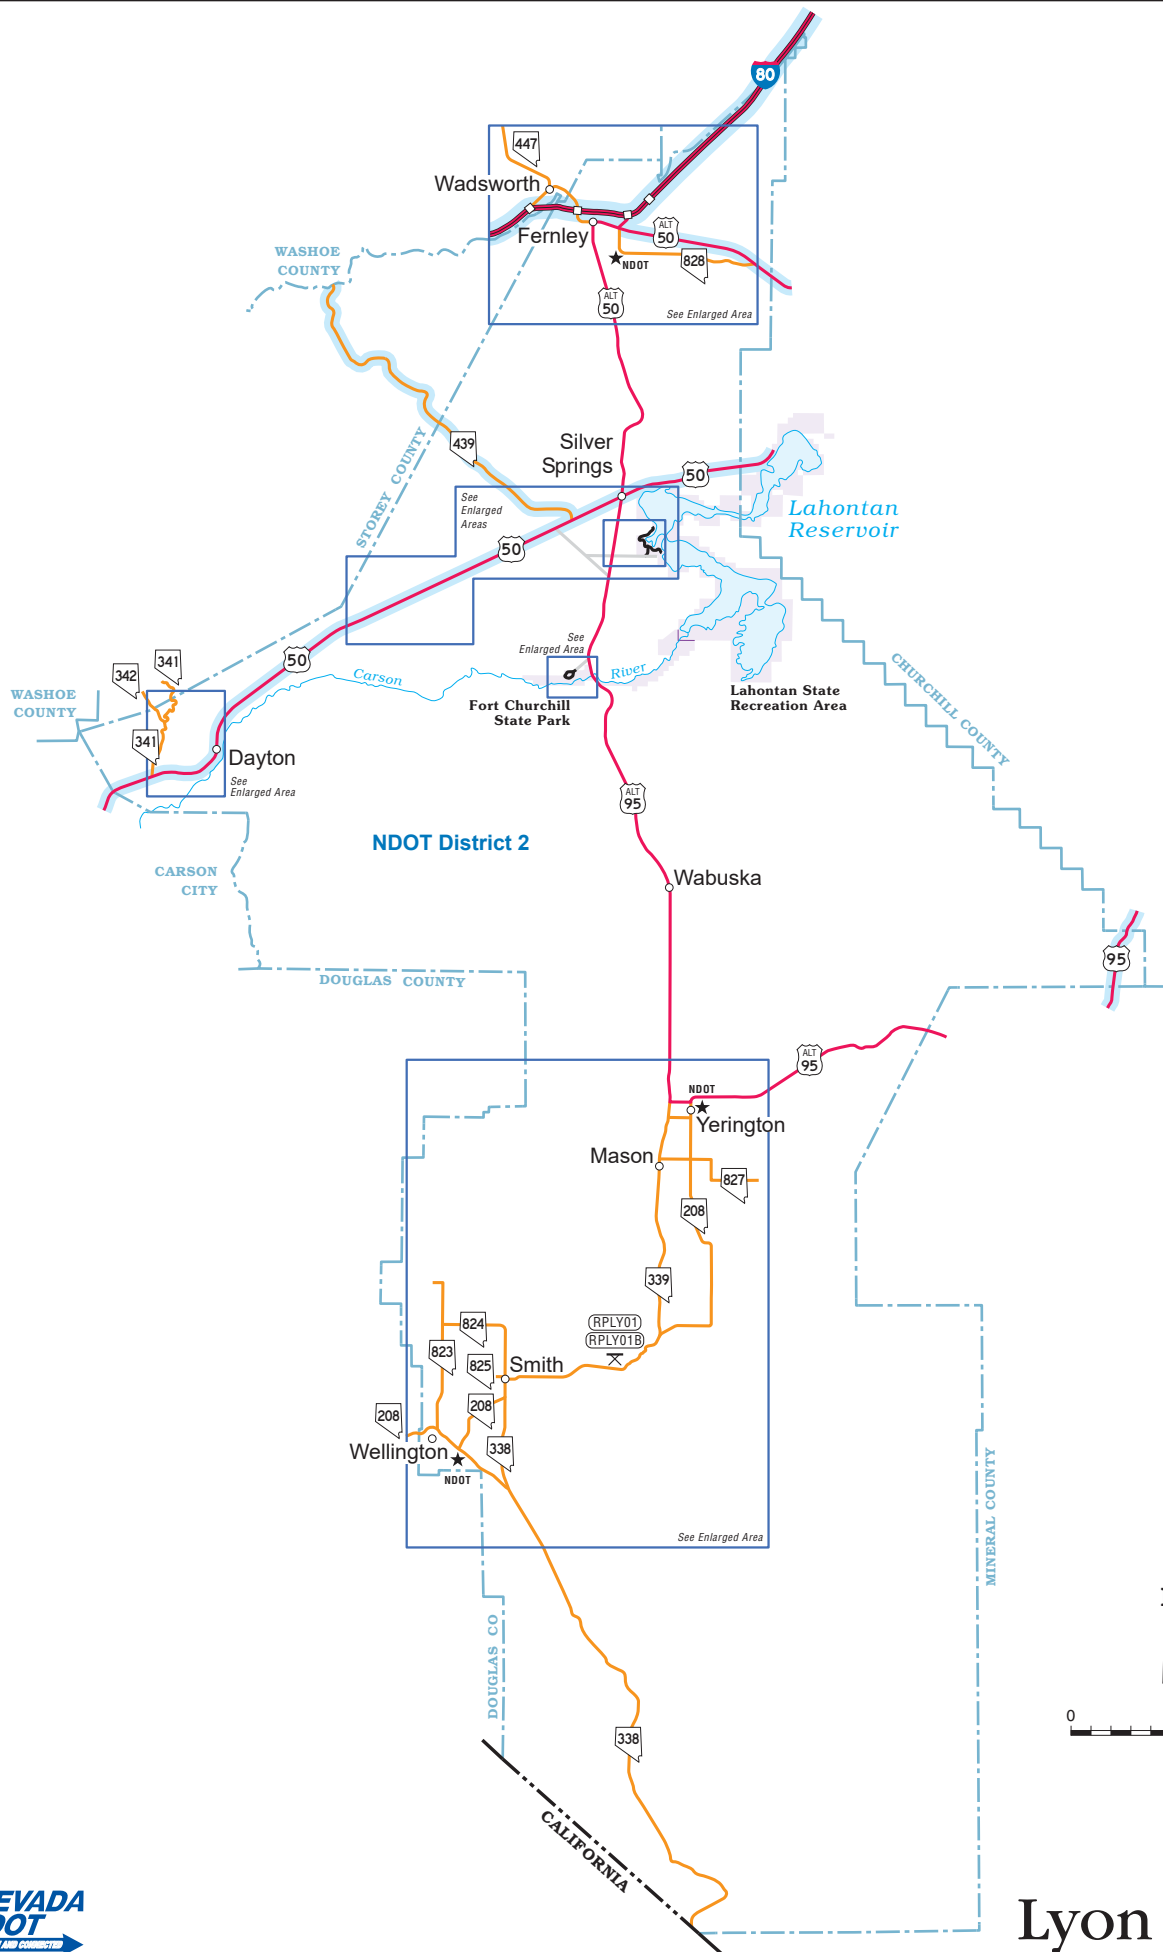 80
447
Wadsworth
Fernley
ALT
50
NDOT
828
WASHOE
COUNTY
ALT
50
See Enlarged Area
439
STOREY COUNTY
Silver
Springs
50
See
Enlarged
Areas
Lahontan
Reservoir
50
See
Enlarged Area
50
341
342
Carson
River
CHURCHILL COUNTY
WASHOE
COUNTY
Fort Churchill
State Park
Lahontan State
Recreation Area
341
Dayton
See
Enlarged Area
ALT
95
NDOT District 2
CARSON
CITY
Wabuska
95
DOUGLAS COUNTY
ALT
95
NDOT
Yerington
Mason
827
208
339
RPLY01
RPLY01B
824
823
825
Smith
208
208
Wellington
338
NDOT
See Enlarged Area
MINERAL COUNTY
DOUGLAS CO
0
338
CALIFORNIA
EVADA
OT
AND CONNECTED
Lyon